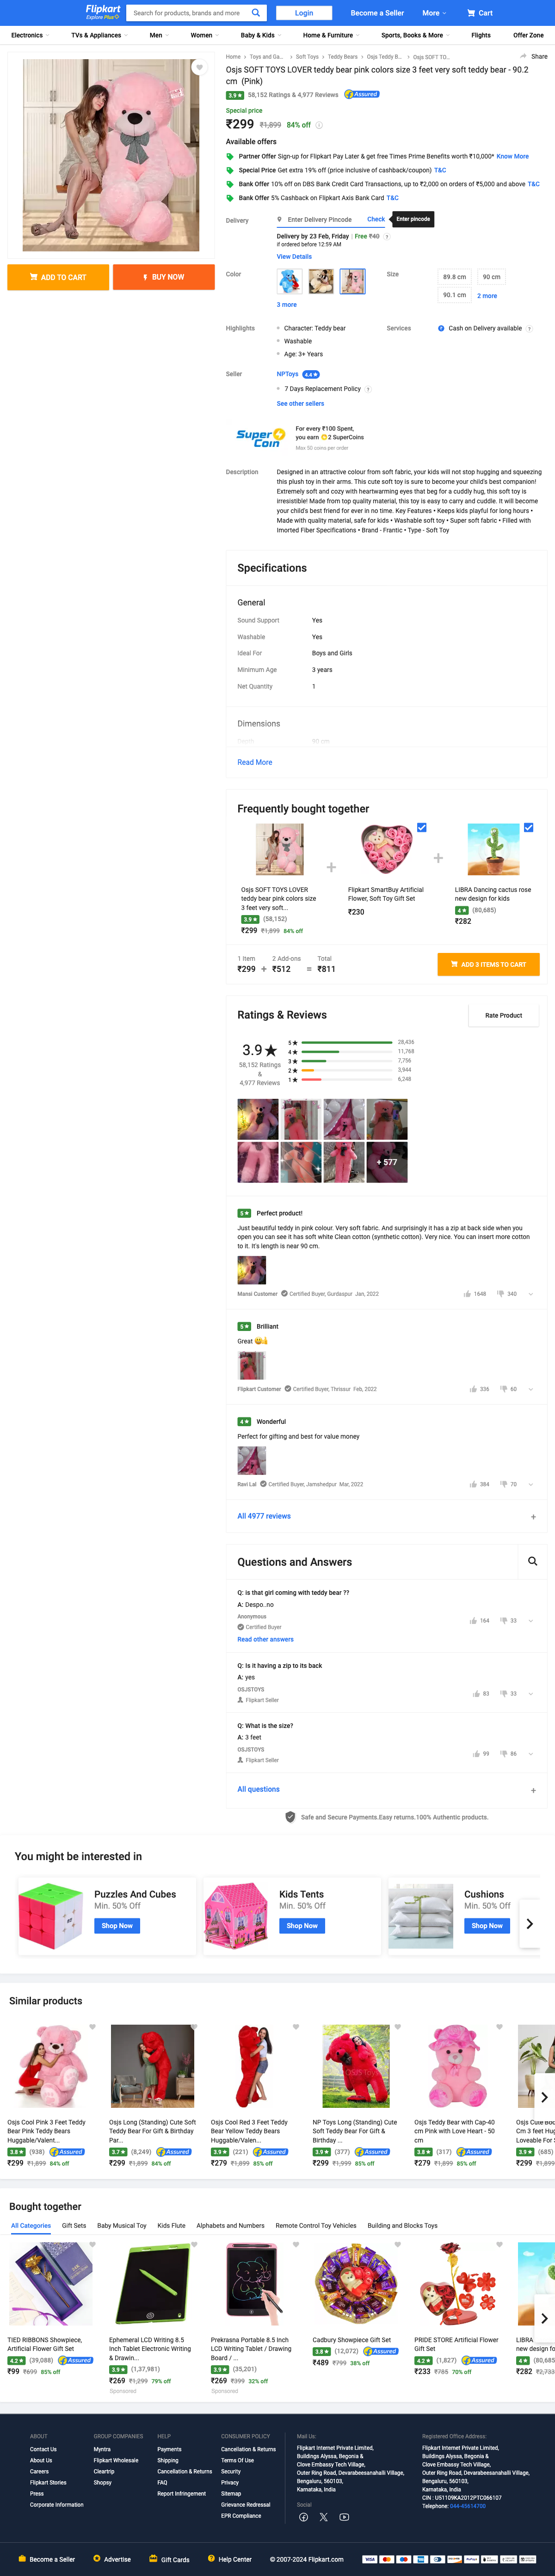 Flipkart
Explore Plus
Search for products, brands and more
Login
Become a Seller
More
Cart
Electronics
TVs & Appliances
Men
Women
Baby & Kids
Home & Furniture
Sports, Books & More
Flights
Offer Zone
Home
Toys and Ga...
Soft Toys
Teddy Bears
Osjs Teddy B...
Osjs SOFT TO...
Share
Osjs SOFT TOYS LOVER teddy bear pink colors size 3 feet very soft teddy bear - 90.2
cm (Pink)
3.9★ 58,152 Ratings & 4,977 Reviews Assured
Special price
₹299 ₹1,899 84% off
Available offers
Partner Offer Sign-up for Flipkart Pay Later & get free Times Prime Benefits worth ₹10,000* Know More
Special Price Get extra 19% off (price inclusive of cashback/coupon) T&C
Bank Offer 10% off on DBS Bank Credit Card Transactions, up to ₹2,000 on orders of ₹5,000 and above T&C
Bank Offer 5% Cashback on Flipkart Axis Bank Card T&C
Delivery
Enter Delivery Pincode
Check
Enter pincode
Delivery by 23 Feb, Friday | Free ₹40 ?
if ordered before 12:59 AM
View Details
ADD TO CART
BUY NOW
Color
3 more
Size
89.8 cm
90 cm
90.1 cm
2 more
Highlights
Character: Teddy bear
Washable
Age: 3+ Years
Services
Cash on Delivery available ?
Seller
NPToys 4.4★
7 Days Replacement Policy ?
See other sellers
Super Coin
For every ₹100 Spent,
you earn 2 SuperCoins
Max 50 coins per order
Description
Designed in an attractive colour from soft fabric, your kids will not stop hugging and squeezing
this plush toy in their arms. This cute soft toy is sure to become your child's best companion!
Extremely soft and cozy with heartwarming eyes that beg for a cuddly hug, this soft toy is
irresistible! Made from top quality material, this toy is easy to carry and cuddle. It will become
your child's best friend for ever in no time. Key Features • Keeps kids playful for long hours •
Made with quality material, safe for kids • Washable soft toy • Super soft fabric • Filled with
Imorted Fiber Specifications • Brand - Frantic • Type - Soft Toy
Specifications
General
Sound Support Yes
Washable Yes
Ideal For Boys and Girls
Minimum Age 3 years
Net Quantity 1
Dimensions
90 cm
Read More
Frequently bought together
Osjs SOFT TOYS LOVER
teddy bear pink colors size
3 feet very soft...
3.9★ (58,152)
₹299 ₹1,899 84% off
Flipkart SmartBuy Artificial
Flower, Soft Toy Gift Set
₹230
LIBRA Dancing cactus rose
new design for kids
4★ (80,685)
₹282
1 Item
₹299
+
2 Add-ons
₹512
=
Total
₹811
ADD 3 ITEMS TO CART
Ratings & Reviews
Rate Product
3.9★
58,152 Ratings
&
4,977 Reviews
5★ 28,436
4★ 11,768
3★ 7,756
2★ 3,944
1★ 6,248
+ 577
5★ Perfect product!
Just beautiful teddy in pink colour. Very soft fabric. And surprisingly it has a zip at back side when you
open you can see it has soft white Clean cotton (synthetic cotton). Very nice. You can insert more cotton
to it. It's length is near 90 cm.
Mansi Customer Certified Buyer, Gurdaspur Jan, 2022 1648 340
5★ Brilliant
Great 😀👍
Flipkart Customer Certified Buyer, Thrissur Feb, 2022 336 60
4★ Wonderful
Perfect for gifting and best for value money
Ravi Lal Certified Buyer, Jamshedpur Mar, 2022 384 70
All 4977 reviews +
Questions and Answers
Q: is that girl coming with teddy bear ??
A: Despo..no
Anonymous
Certified Buyer
164 33
Read other answers
Q: Is it having a zip to its back
A: yes
OSJSTOYS
Flipkart Seller
83 33
Q: What is the size?
A: 3 feet
OSJSTOYS
Flipkart Seller
99 86
All questions +
Safe and Secure Payments.Easy returns.100% Authentic products.
You might be interested in
Puzzles And Cubes
Min. 50% Off
Shop Now
Kids Tents
Min. 50% Off
Shop Now
Cushions
Min. 50% Off
Shop Now
Similar products
Osjs Cool Pink 3 Feet Teddy
Bear Pink Teddy Bears
Huggable/Valent...
3.8★ (938) Assured
₹299 ₹1,899 84% off
Osjs Long (Standing) Cute Soft
Teddy Bear For Gift & Birthday
Par...
3.7★ (8,249) Assured
₹299 ₹1,899 84% off
Osjs Cool Red 3 Feet Teddy
Bear Yellow Teddy Bears
Huggable/Valen...
3.9★ (221) Assured
₹279 ₹1,899 85% off
NP Toys Long (Standing) Cute
Soft Teddy Bear For Gift &
Birthday ...
3.9★ (377) Assured
₹299 ₹1,999 85% off
Osjs Teddy Bear with Cap-40
cm Pink with Love Heart - 50
cm
3.8★ (317) Assured
₹279 ₹1,899 85% off
Osjs
Cm 3 feet Hug
Loveable For
3.9★ (685)
₹299
Bought together
All Categories
Gift Sets
Baby Musical Toy
Kids Flute
Alphabets and Numbers
Remote Control Toy Vehicles
Building and Blocks Toys
TIED RIBBONS Showpiece,
Artificial Flower Gift Set
4.2★ (39,088) Assured
₹99 ₹699 85% off
Ephemeral LCD Writing 8.5
Inch Tablet Electronic Writing
& Drawin...
3.9★ (1,37,981)
₹269 ₹1,299 79% off
Sponsored
Prekrasna Portable 8.5 Inch
LCD Writing Tablet / Drawing
Board / ...
3.9★ (35,201)
₹269 ₹399 32% off
Sponsored
Cadbury Showpiece Gift Set
3.8★ (12,072) Assured
₹489 ₹799 38% off
PRIDE STORE Artificial Flower
Gift Set
4.2★ (1,827) Assured
₹233 ₹785 70% off
LIBRA
new design fo
4★ (80,685
₹282
ABOUT
Contact Us
About Us
Careers
Flipkart Stories
Press
Corporate Information
GROUP COMPANIES
Myntra
Flipkart Wholesale
Cleartrip
Shopsy
HELP
Payments
Shipping
Cancellation & Returns
FAQ
Report Infringement
CONSUMER POLICY
Cancellation & Returns
Terms Of Use
Security
Privacy
Sitemap
Grievance Redressal
EPR Compliance
Mail Us:
Flipkart Internet Private Limited,
Buildings Alyssa, Begonia &
Clove Embassy Tech Village,
Outer Ring Road, Devarabeesanahalli Village,
Bengaluru, 560103,
Karnataka, India
Social
Registered Office Address:
Flipkart Internet Private Limited,
Buildings Alyssa, Begonia &
Clove Embassy Tech Village,
Outer Ring Road, Devarabeesanahalli Village,
Bengaluru, 560103,
Karnataka, India
CIN : U51109KA2012PTC066107
Telephone: 044-45614700
Become a Seller
Advertise
Gift Cards
Help Center
© 2007-2024 Flipkart.com
VISA